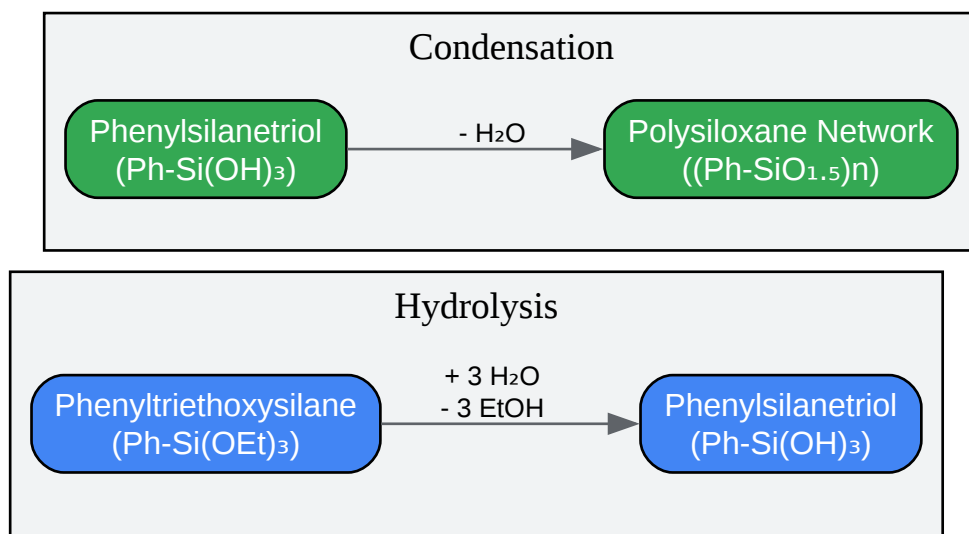 Condensation
Phenylsilanetriol
(Ph-Si(OH)₃)
- H₂O
Polysiloxane Network
((Ph-SiO₁.₅)n)
Hydrolysis
Phenyltriethoxysilane
(Ph-Si(OEt)₃)
+ 3 H₂O
- 3 EtOH
Phenylsilanetriol
(Ph-Si(OH)₃)